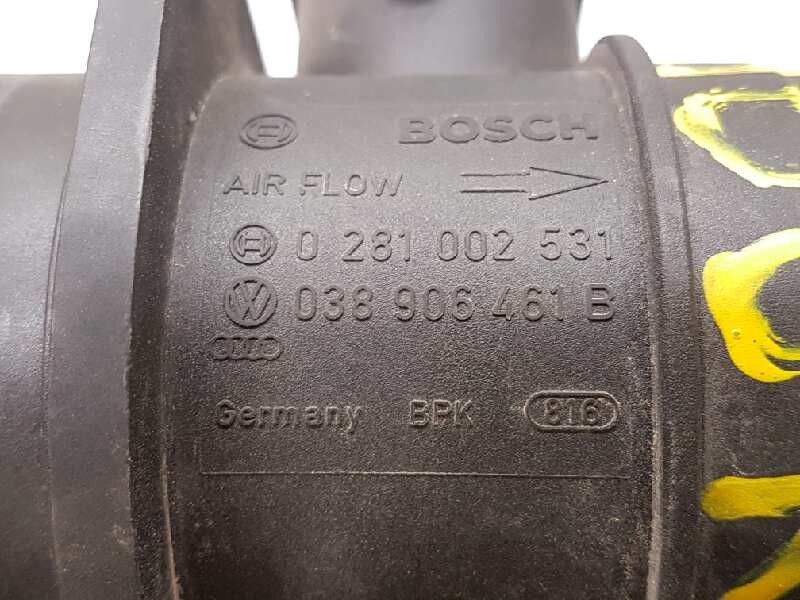 BOSCH
AIR FLOW
0 281 002 531
038 906 461 B
Germany BPK 816